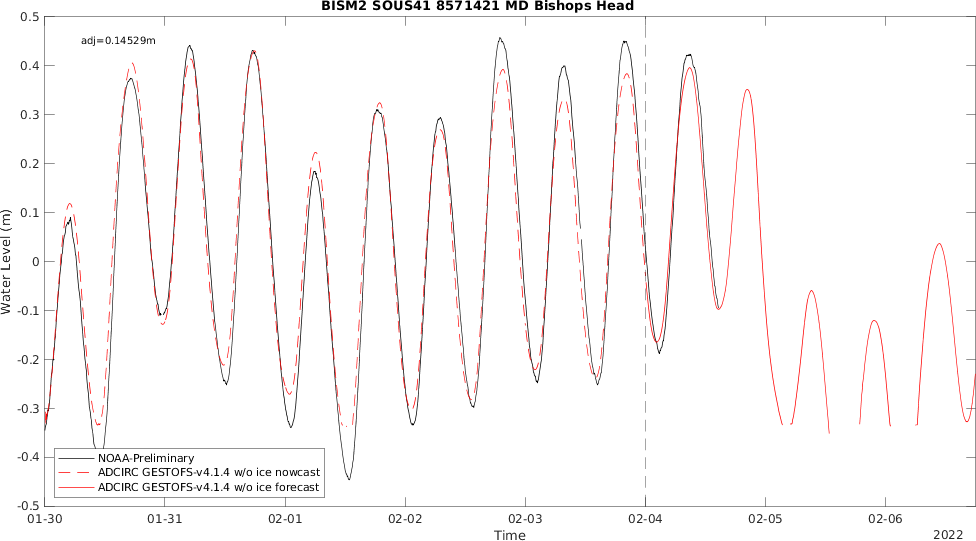 BISM2 SOUS41 8571421 MD Bishops Head
adj=0.14529m
0.5
0.4
0.3
0.2
0.1
0
-0.1
-0.2
-0.3
-0.4
-0.5
Water Level (m)
NOAA-Preliminary
ADCIRC GESTOFS-v4.1.4 w/o ice nowcast
ADCIRC GESTOFS-v4.1.4 w/o ice forecast
01-30 01-31 02-01 02-02 02-03 02-04 02-05 02-06
Time
2022